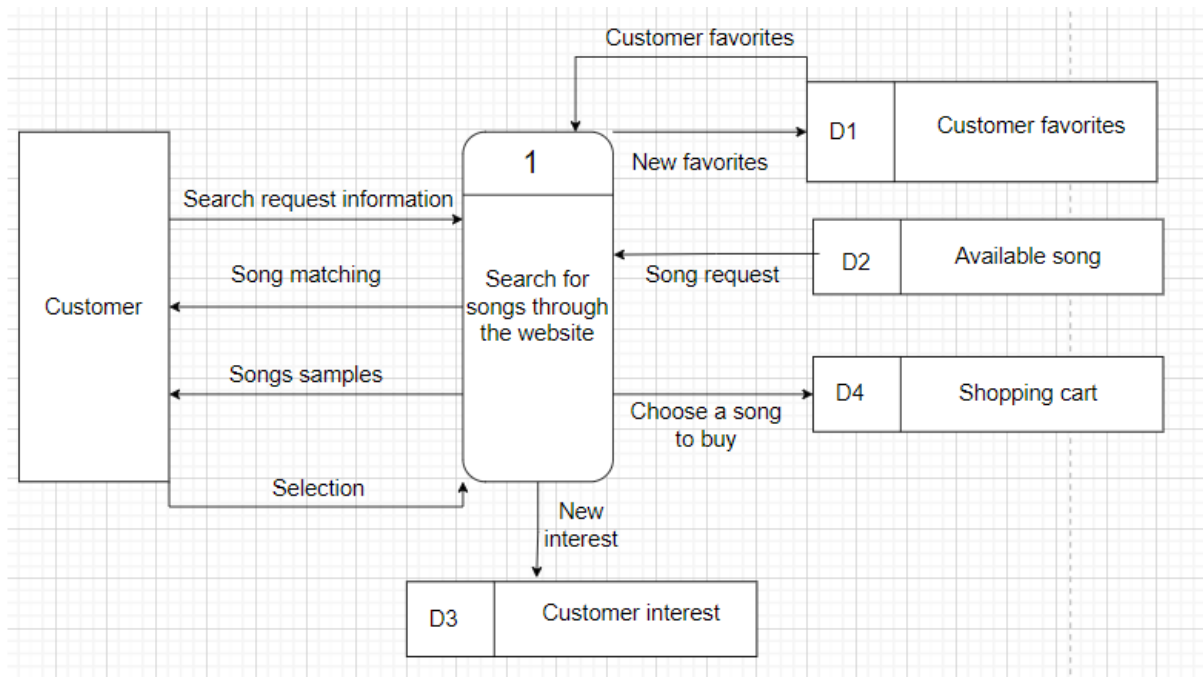 Customer favorites
D1
Customer favorites
1
New favorites
Search request information
D2
Available song
Song request
Song matching
Search for
songs through
the website
Customer
Songs samples
D4
Shopping cart
Choose a song
to buy
Selection
New
interest
D3
Customer interest